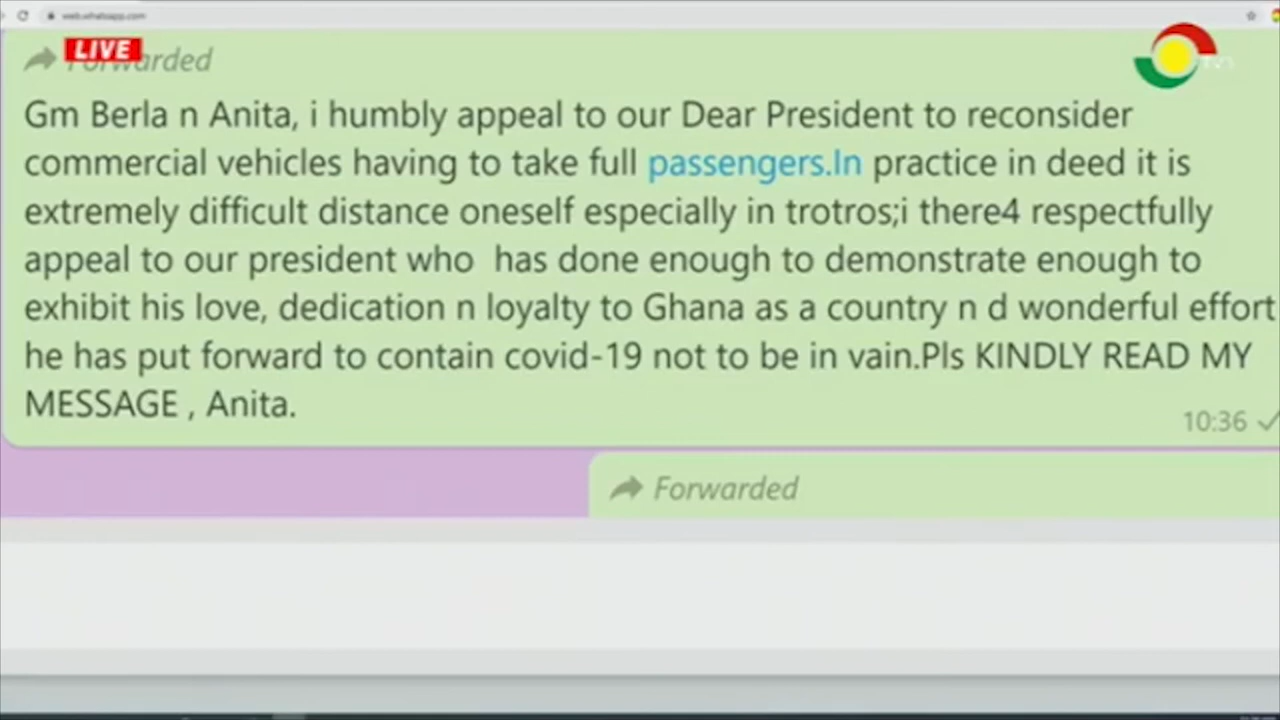 web.whatsapp.com
LIVE
Forwarded
Gm Berla n Anita, i humbly appeal to our Dear President to reconsider
commercial vehicles having to take full passengers.In practice in deed it is
extremely difficult distance oneself especially in trotros;i there4 respectfully
appeal to our president who  has done enough to demonstrate enough to
exhibit his love, dedication n loyalty to Ghana as a country n d wonderful effort
he has put forward to contain covid-19 not to be in vain.Pls KINDLY READ MY
MESSAGE , Anita.
10:36
Forwarded